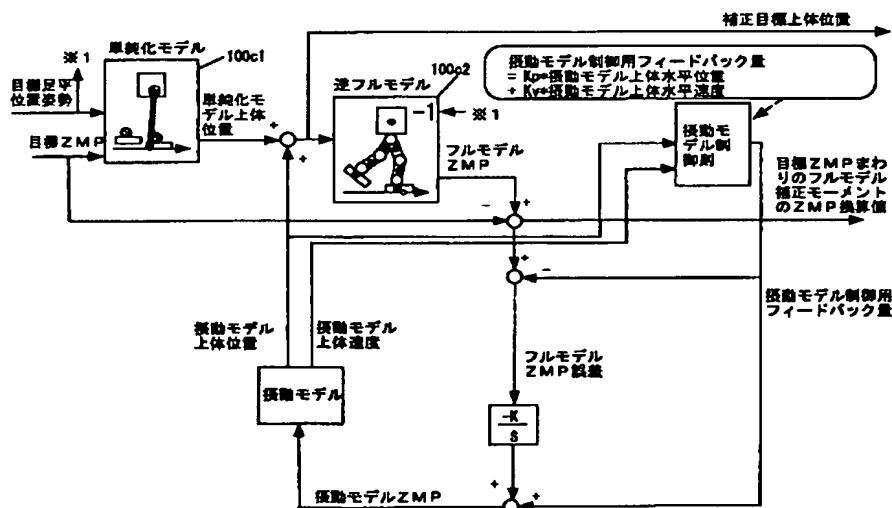 補正目標上体位置
※1
単純化モデル
100c1
目標足平
位置姿勢
単純化モ
デル上体
位置
目標ZMP
逆フルモデル
100c2
-1
※1
フルモデル
ZMP
摂動モデル制御用フィードバック量
= Kp*摂動モデル上体水平位置
+ Kv*摂動モデル上体水平速度
摂動モ
デル制
御則
目標ZMPまわ
りのフルモデル
補正モーメント
のZMP換算値
+
+
-
+
+
-
摂動モデル制御用
フィードバック量
摂動モデル
上体位置
摂動モデル
上体速度
フルモデル
ZMP誤差
摂動モデル
-K
S
+
+
摂動モデルZMP